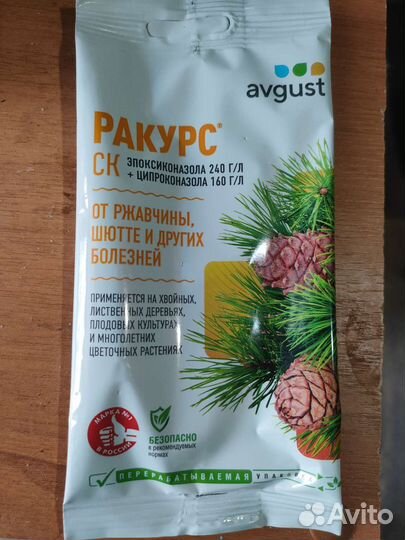 avgust
РАКУРС®
СК ЭПОКСИКОНАЗОЛА 240 Г/Л
+ ЦИПРОКОНАЗОЛА 160 Г/Л
ОТ РЖАВЧИНЫ,
ШЮТТЕ И ДРУГИХ
БОЛЕЗНЕЙ
ПРИМЕНЯЕТСЯ НА ХВОЙНЫХ,
ЛИСТВЕННЫХ ДЕРЕВЬЯХ,
ПЛОДОВЫХ КУЛЬТУРАХ
И МНОГОЛЕТНИХ
ЦВЕТОЧНЫХ РАСТЕНИЯХ
МАРКА №1
В РОССИИ
БЕЗОПАСНО
в рекомендуемых
нормах
ПЕРЕРАБАТЫВАЕМАЯ УПАКОВКА
Avito